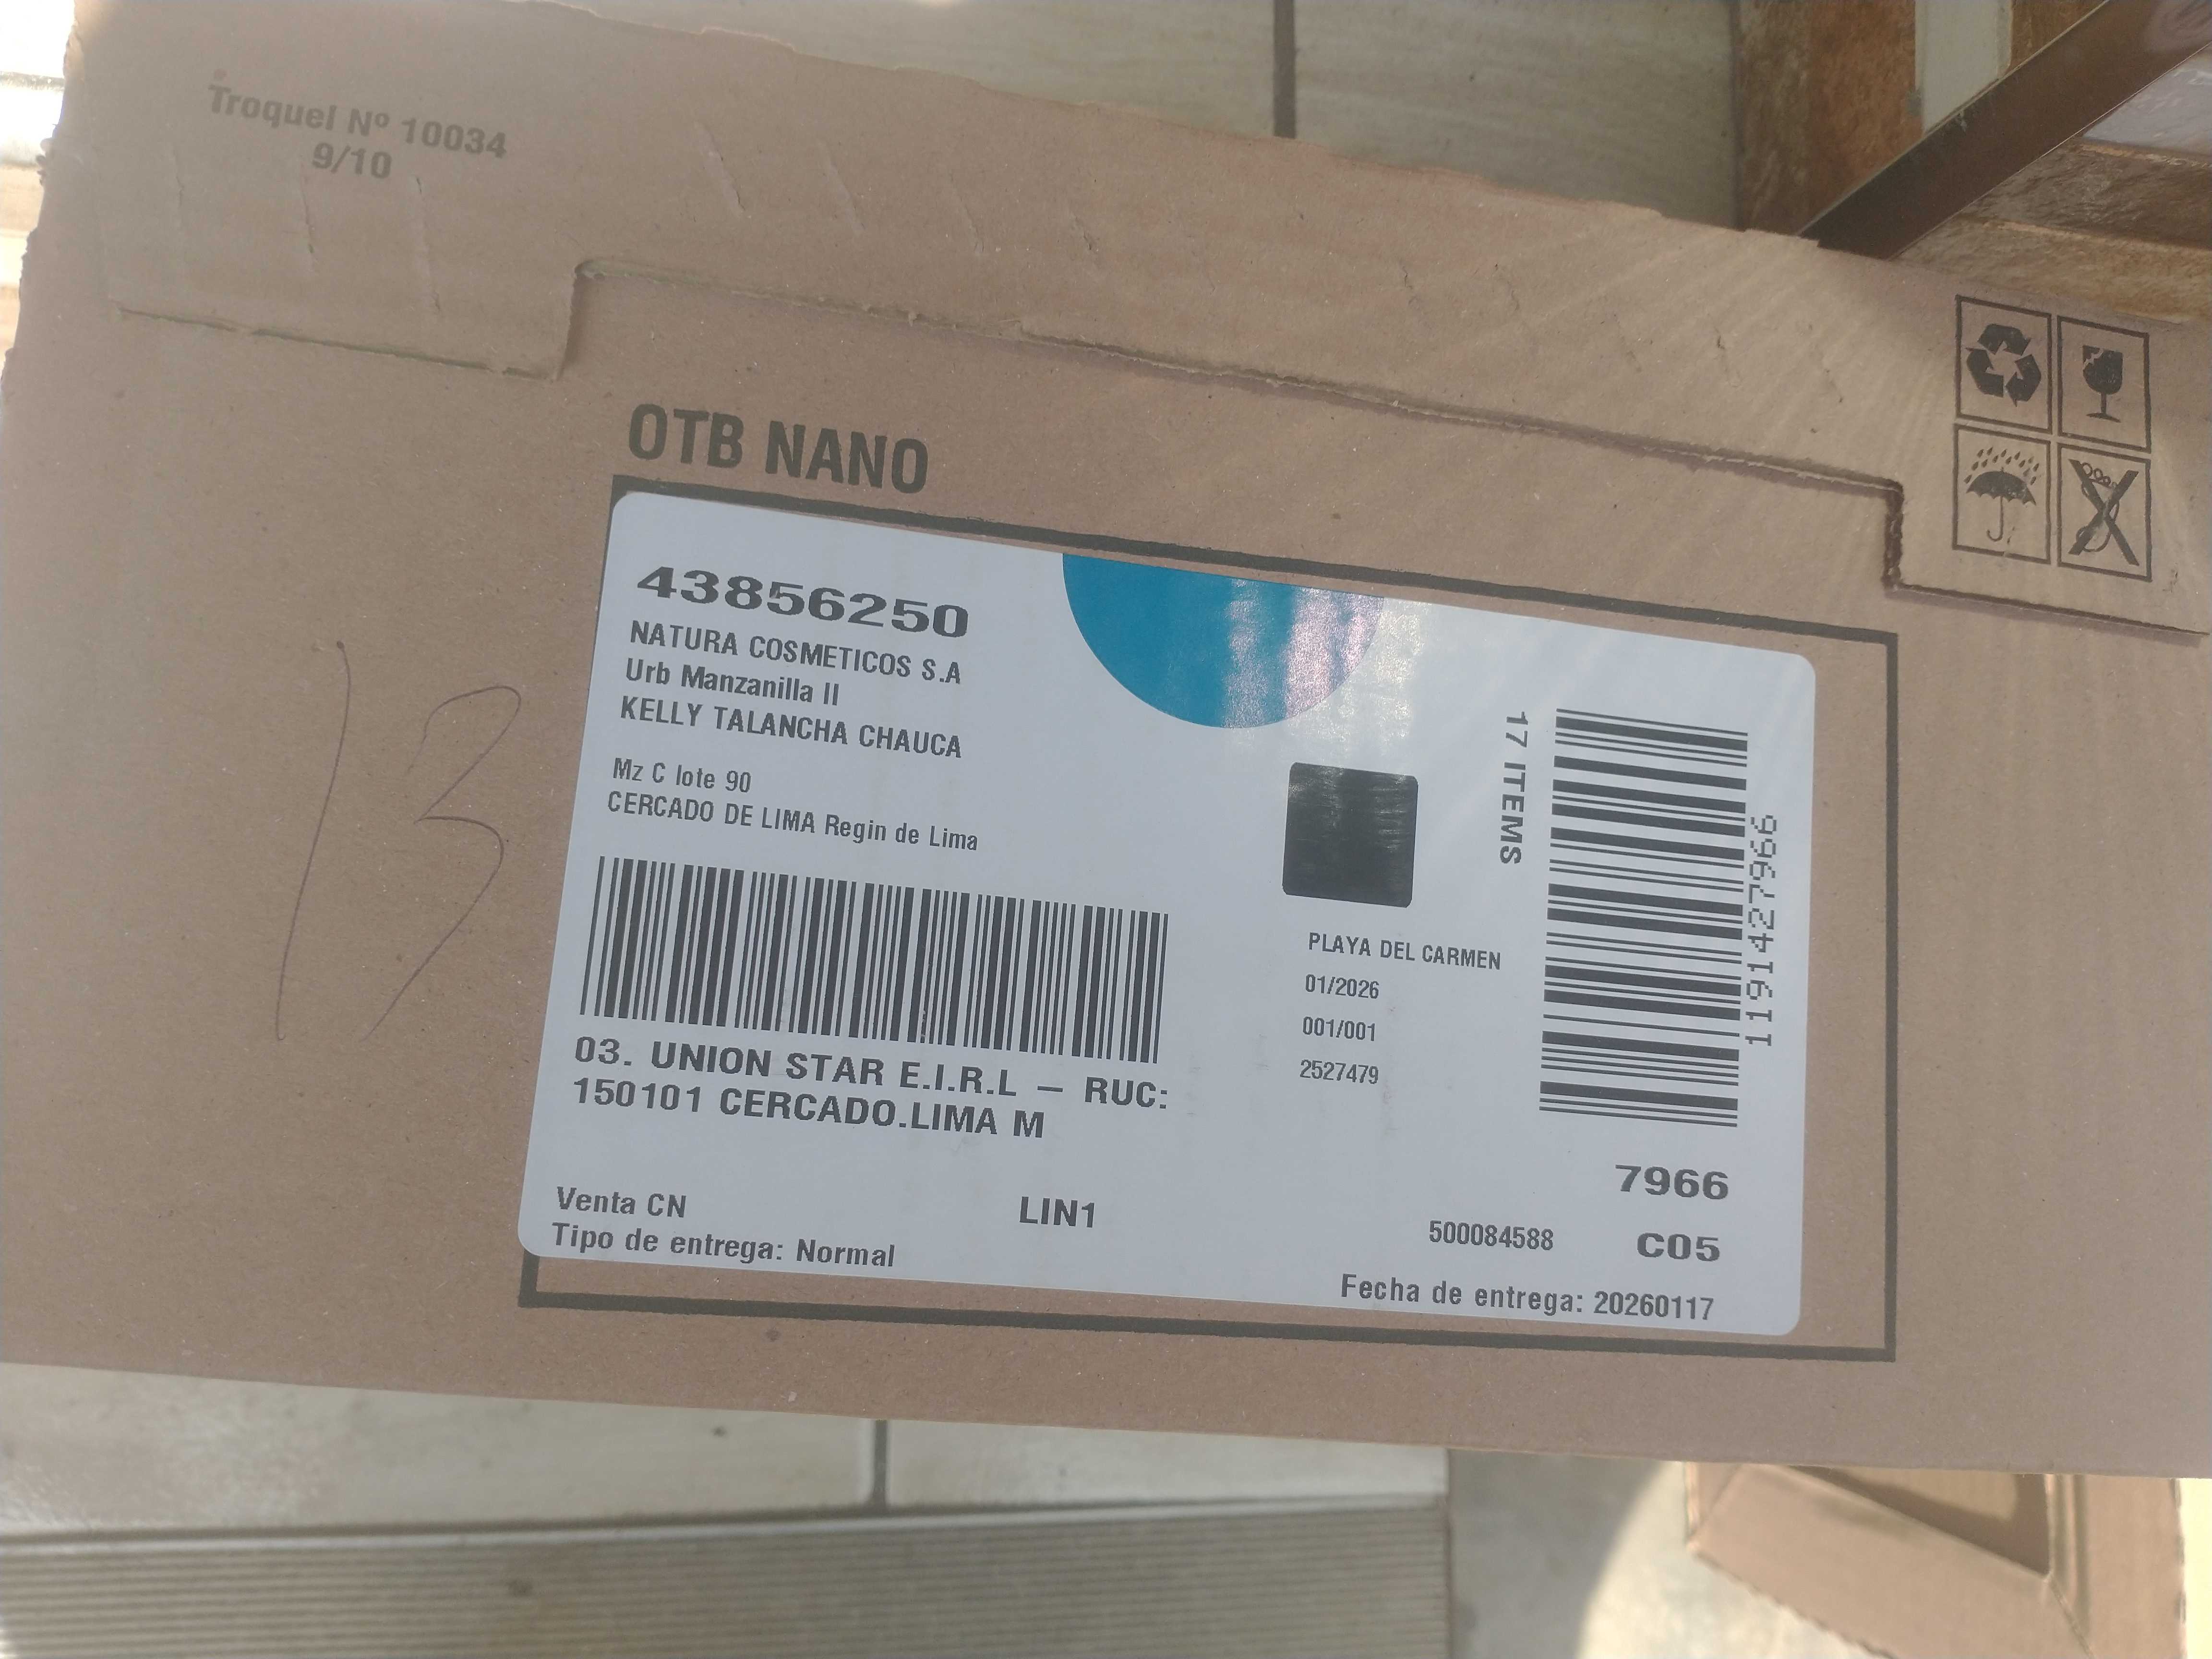 Troquel Nº 10034
9/10
OTB NANO
13
43856250
NATURA COSMETICOS S.A
Urb Manzanilla II
KELLY TALANCHA CHAUCA
Mz C lote 90
CERCADO DE LIMA Regin de Lima
03. UNION STAR E.I.R.L – RUC:
150101 CERCADO.LIMA M
Venta CN
Tipo de entrega: Normal
LIN1
17 ITEMS
1191427966
PLAYA DEL CARMEN
01/2026
001/001
2527479
7966
500084588 C05
Fecha de entrega: 20260117